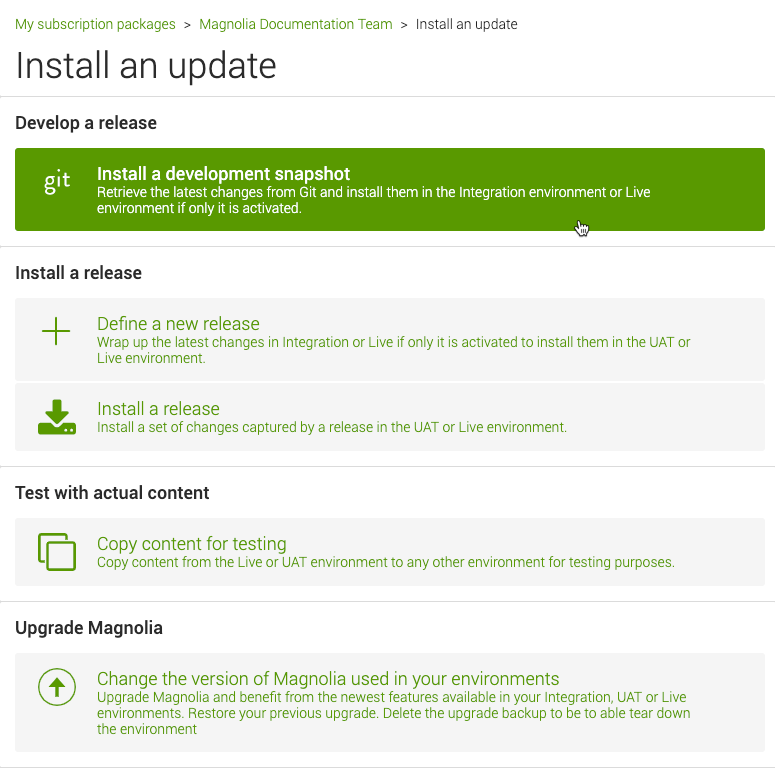 My subscription packages > Magnolia Documentation Team > Install an update
Install an update
Develop a release
git
Install a development snapshot
Retrieve the latest changes from Git and install them in the Integration environment or Live
environment if only it is activated.
Install a release
Define a new release
Wrap up the latest changes in Integration or Live if only it is activated to install them in the UAT or
Live environment.
Install a release
Install a set of changes captured by a release in the UAT or Live environment.
Test with actual content
Copy content for testing
Copy content from the Live or UAT environment to any other environment for testing purposes.
Upgrade Magnolia
Change the version of Magnolia used in your environments
Upgrade Magnolia and benefit from the newest features available in your Integration, UAT or Live
environments. Restore your previous upgrade. Delete the upgrade backup to be to able tear down
the environment